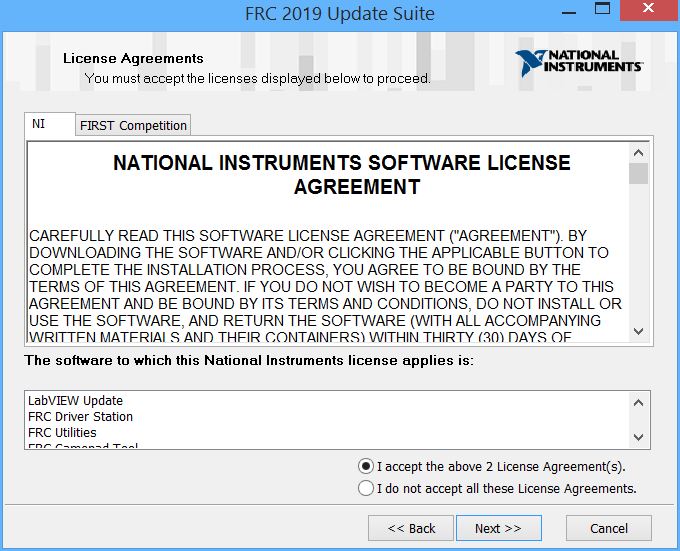 FRC 2019 Update Suite
License Agreements
You must accept the licenses displayed below to proceed.
NATIONAL
INSTRUMENTS
NI
FIRST Competition
NATIONAL INSTRUMENTS SOFTWARE LICENSE
AGREEMENT
CAREFULLY READ THIS SOFTWARE LICENSE AGREEMENT ("AGREEMENT"). BY
DOWNLOADING THE SOFTWARE AND/OR CLICKING THE APPLICABLE BUTTON TO
COMPLETE THE INSTALLATION PROCESS, YOU AGREE TO BE BOUND BY THE
TERMS OF THIS AGREEMENT. IF YOU DO NOT WISH TO BECOME A PARTY TO THIS
AGREEMENT AND BE BOUND BY ITS TERMS AND CONDITIONS, DO NOT INSTALL OR
USE THE SOFTWARE, AND RETURN THE SOFTWARE (WITH ALL ACCOMPANYING
WRITTEN MATERIALS AND THEIR CONTAINERS) WITHIN THIRTY (30) DAYS OF
The software to which this National Instruments license applies is:
LabVIEW Update
FRC Driver Station
FRC Utilities
FRC Gamepad Tool
I accept the above 2 License Agreement(s).
I do not accept all these License Agreements.
<< Back
Next >>
Cancel